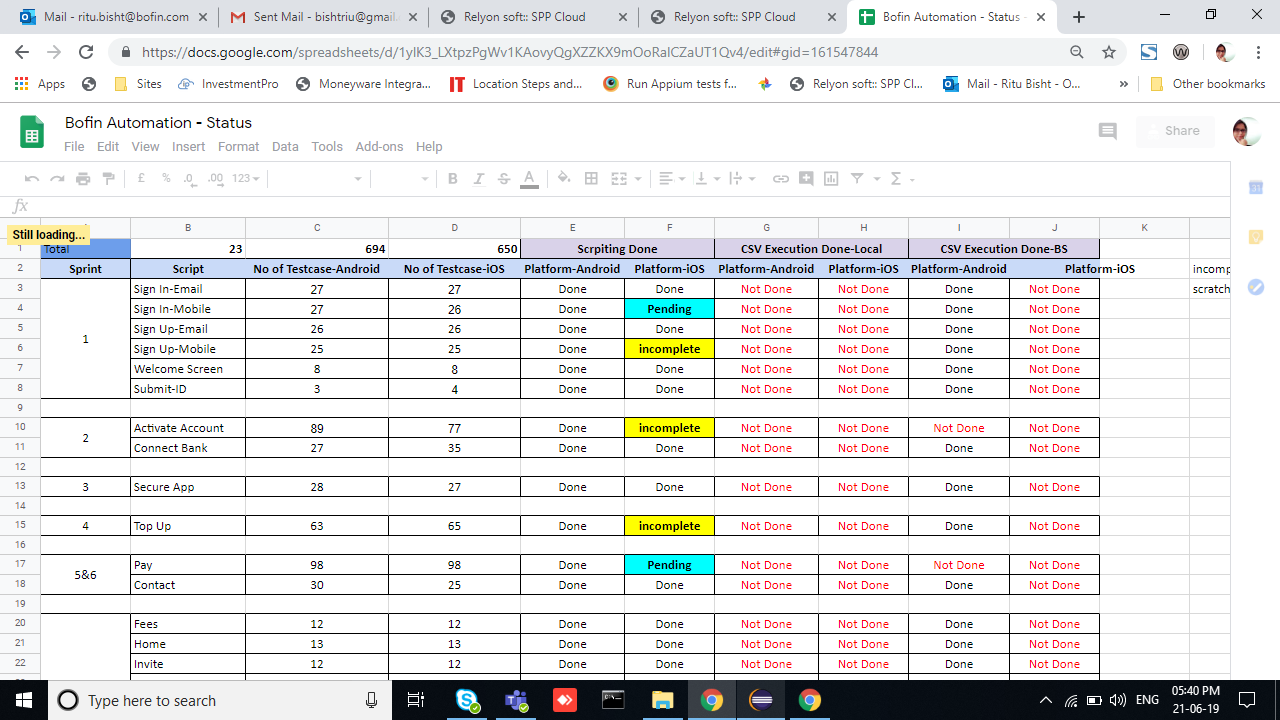 Mail - ritu.bisht@bofin.com
Sent Mail - bishtriu@gmail.
Relyon soft:: SPP Cloud
Relyon soft:: SPP Cloud
Bofin Automation - Status -
https://docs.google.com/spreadsheets/d/1ylK3_LXtpzPgWv1KAovyQgXZZKX9mOoRalCZaUT1Qv4/edit#gid=161547844
Apps Sites InvestmentPro Moneyware Integra... Location Steps and... Run Appium tests f... Relyon soft:: SPP Cl... Mail - Ritu Bisht - O... » Other bookmarks
Bofin Automation - Status
File Edit View Insert Format Data Tools Add-ons Help
Share
£ % .0 .00 123 B I S A Σ
fx
Still loading...
B C D E F G H I J K
1 Total 23 694 650 Scrpiting Done CSV Execution Done-Local CSV Execution Done-BS
2 Sprint Script No of Testcase-Android No of Testcase-iOS Platform-Android Platform-iOS Platform-Android Platform-iOS Platform-Android Platform-iOS incomp
3 Sign In-Email 27 27 Done Done Not Done Not Done Done Not Done scratch
4 Sign In-Mobile 27 26 Done Pending Not Done Not Done Done Not Done
5 1 Sign Up-Email 26 26 Done Done Not Done Not Done Done Not Done
6 Sign Up-Mobile 25 25 Done incomplete Not Done Not Done Done Not Done
7 Welcome Screen 8 8 Done Done Not Done Not Done Done Not Done
8 Submit-ID 3 4 Done Done Not Done Not Done Done Not Done
9
10 2 Activate Account 89 77 Done incomplete Not Done Not Done Not Done Not Done
11 Connect Bank 27 35 Done Done Not Done Not Done Done Not Done
12
13 3 Secure App 28 27 Done Done Not Done Not Done Done Not Done
14
15 4 Top Up 63 65 Done incomplete Not Done Not Done Done Not Done
16
17 5&6 Pay 98 98 Done Pending Not Done Not Done Not Done Not Done
18 Contact 30 25 Done Done Not Done Not Done Done Not Done
19
20 Fees 12 12 Done Done Not Done Not Done Done Not Done
21 Home 13 13 Done Done Not Done Not Done Done Not Done
22 Invite 12 12 Done Done Not Done Not Done Done Not Done
Type here to search
ENG
05:40 PM
21-06-19